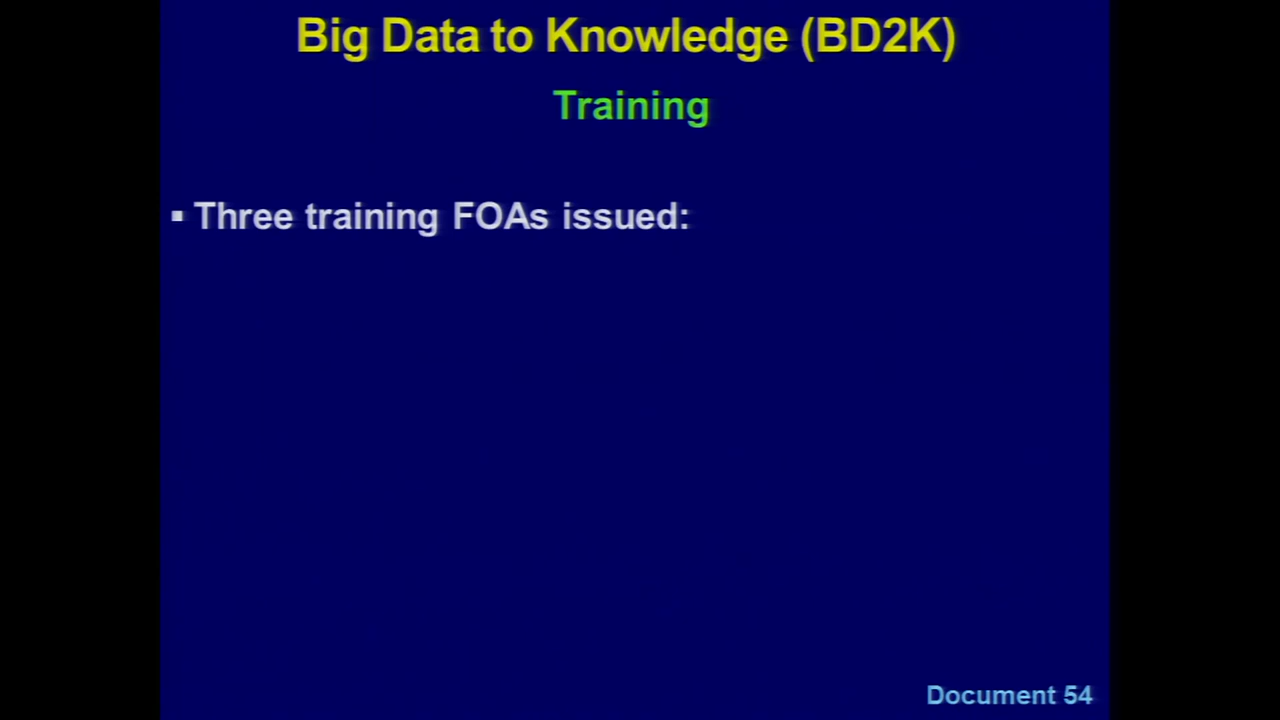 Big Data to Knowledge (BD2K)
Training
▪ Three training FOAs issued:
Document 54